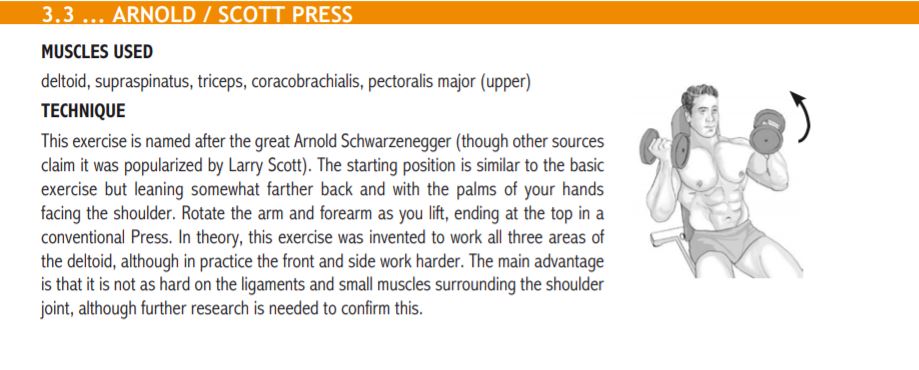 3.3 ... ARNOLD / SCOTT PRESS
MUSCLES USED
deltoid, supraspinatus, triceps, coracobrachialis, pectoralis major (upper)
TECHNIQUE
This exercise is named after the great Arnold Schwarzenegger (though other sources
claim it was popularized by Larry Scott). The starting position is similar to the basic
exercise but leaning somewhat farther back and with the palms of your hands
facing the shoulder. Rotate the arm and forearm as you lift, ending at the top in a
conventional Press. In theory, this exercise was invented to work all three areas of
the deltoid, although in practice the front and side work harder. The main advantage
is that it is not as hard on the ligaments and small muscles surrounding the shoulder
joint, although further research is needed to confirm this.